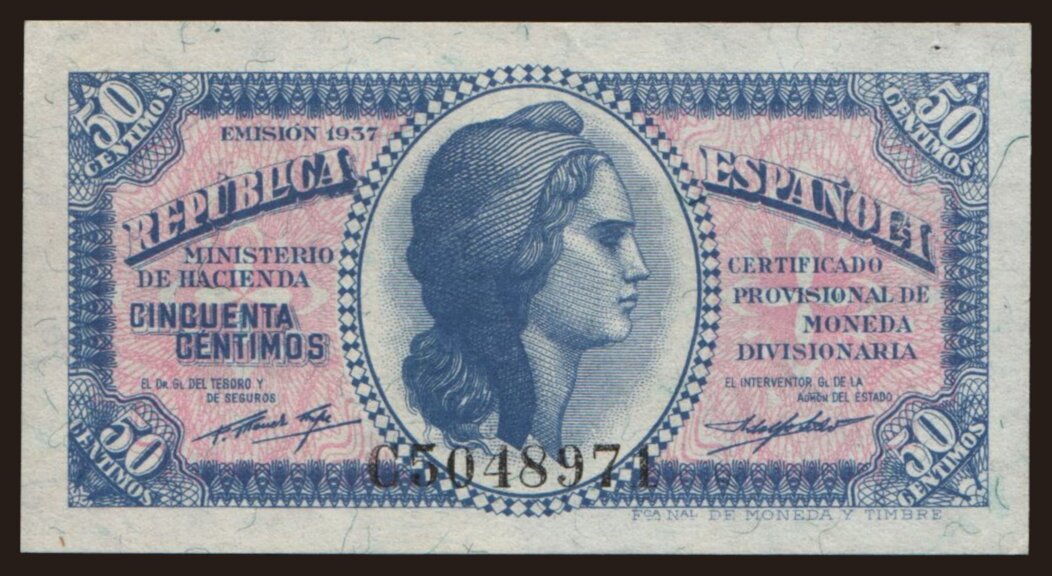 50
CENTIMOS
50
CENTIMOS
EMISIÓN 1937
REPÚBLICA
ESPAÑOLA
MINISTERIO
DE HACIENDA
CINCUENTA
CENTIMOS
EL DR. GL DEL TESORO Y
DE SEGUROS
CERTIFICADO
PROVISIONAL DE
MONEDA
DIVISIONARIA
EL INTERVENTOR GL DE LA
ADMON DEL ESTADO
50
CENTIMOS
50
CENTIMOS
C5048971
FCA NAL DE MONEDA Y TIMBRE